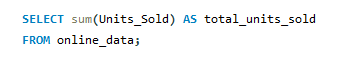 SELECT sum(Units_Sold) AS total_units_sold
FROM online_data;